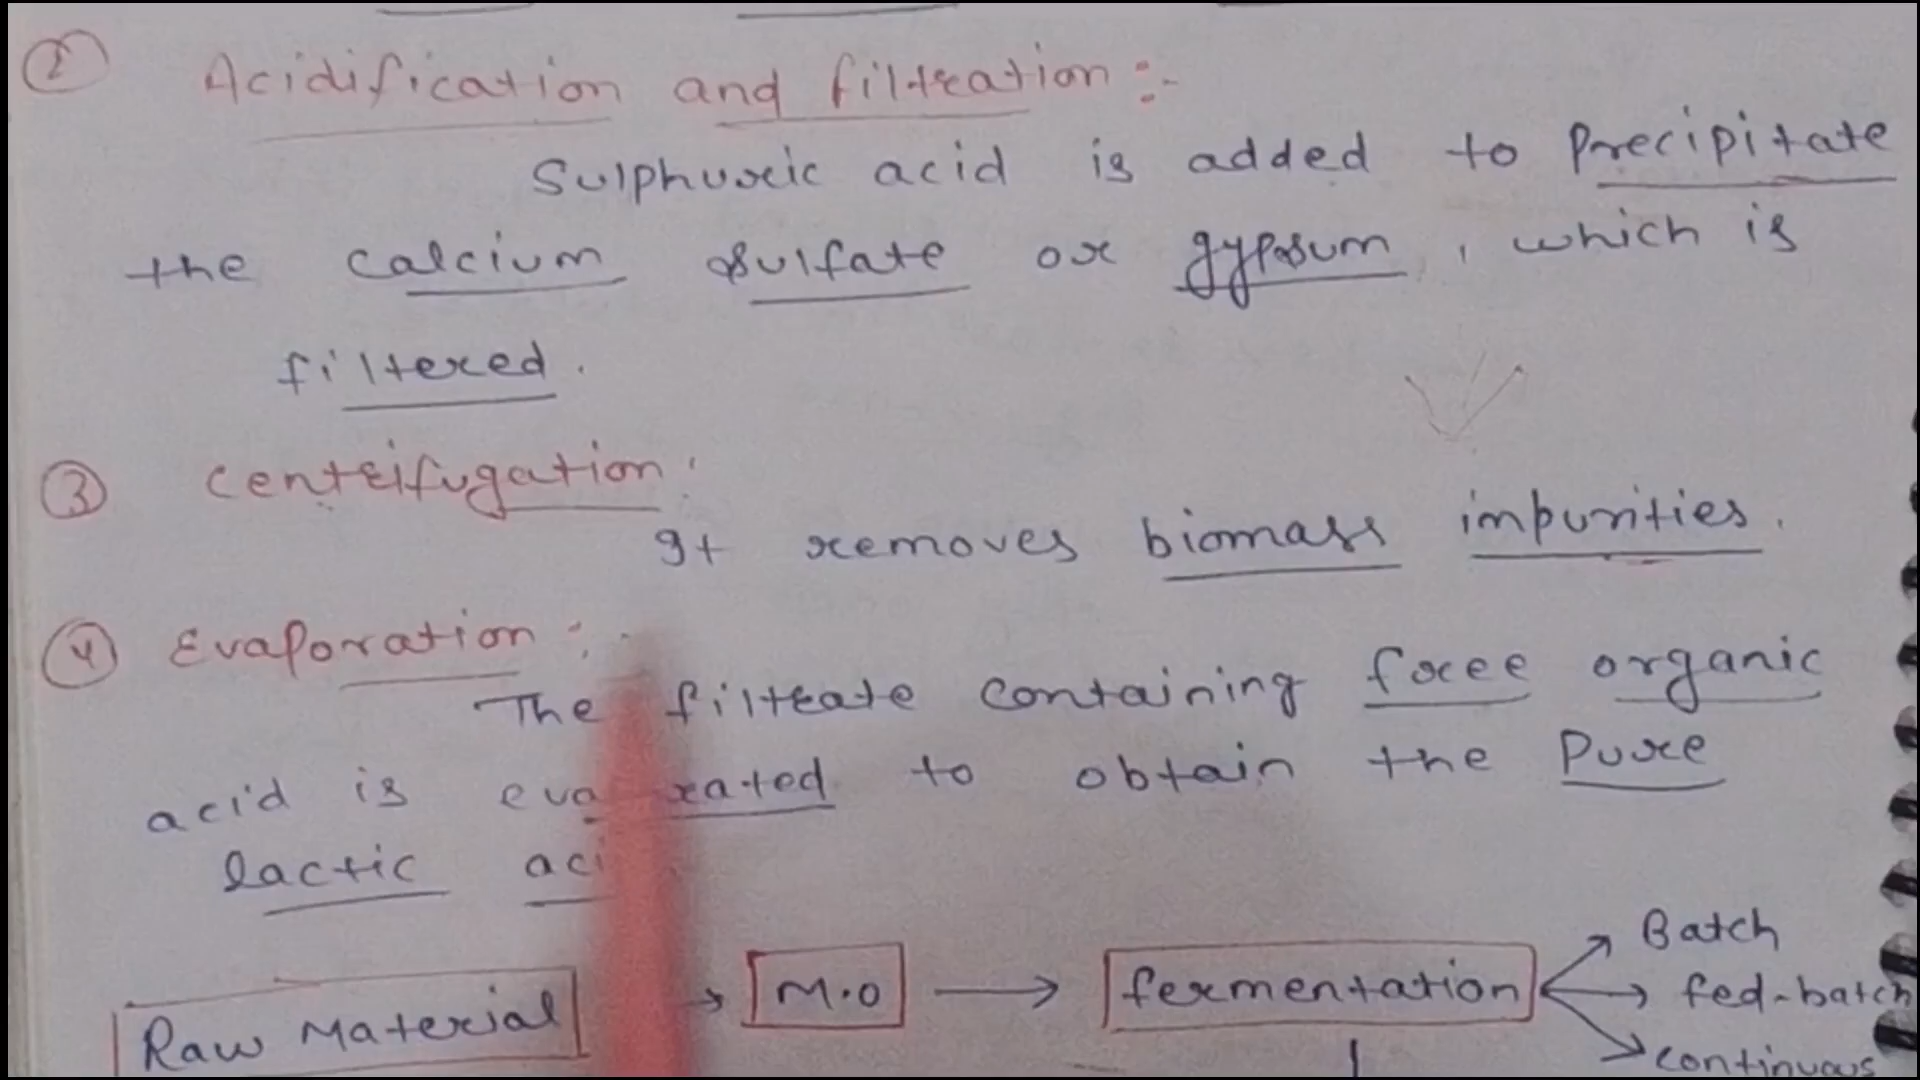 ② Acidification and filtration :-
Sulphuric acid is added to Precipitate
the calcium sulfate or gypsum , which is
filtered .
③ Centrifugation :
It removes biomass impurities .
④ Evaporation :
The filtrate containing free organic
acid is to obtain the Pure
lactic
Raw Material → M.O → fermentation
Batch
fed-batch
continuous